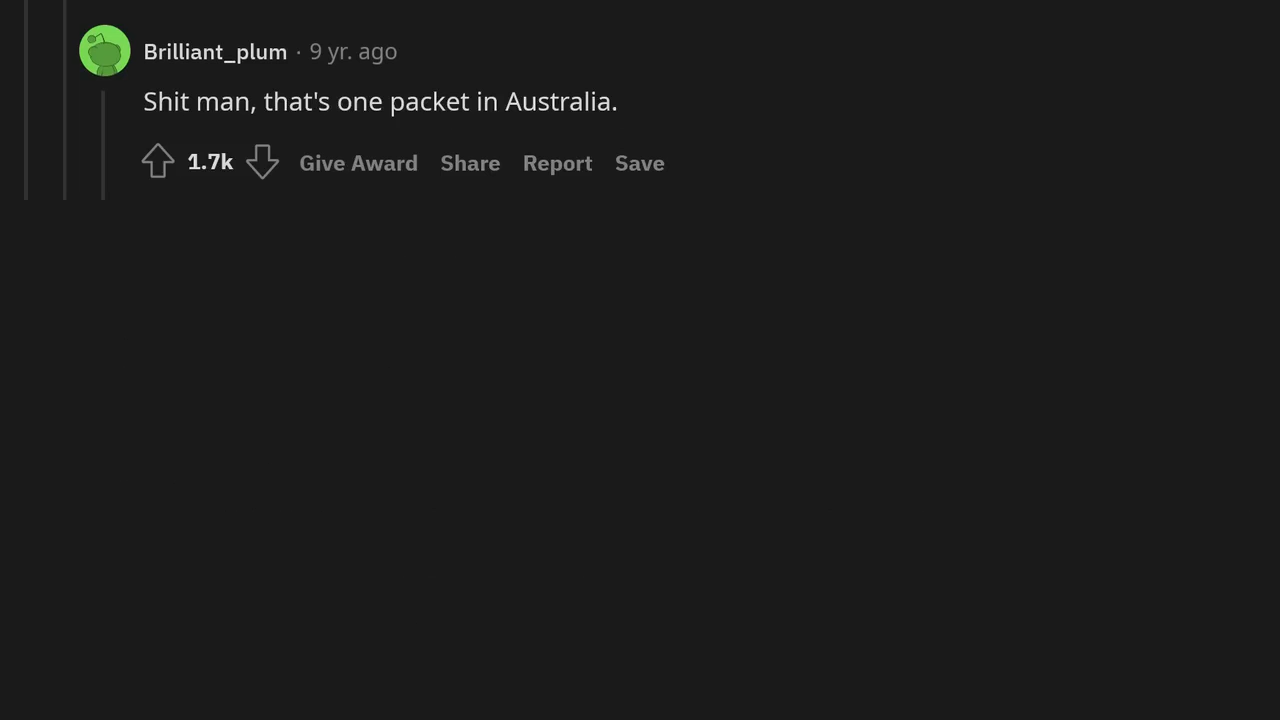 Brilliant_plum · 9 yr. ago
Shit man, that's one packet in Australia.
1.7k Give Award Share Report Save